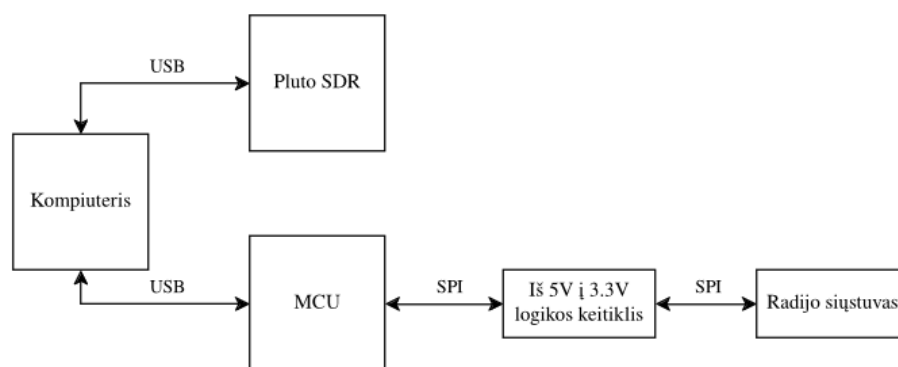 USB
Pluto SDR
Kompiuteris
USB
MCU
SPI
Iš 5V į 3.3V
logikos keitiklis
SPI
Radijo siųstuvas